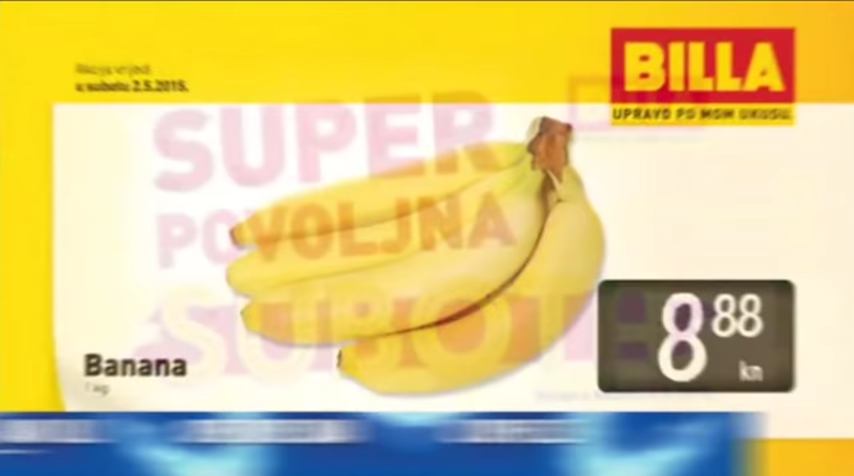 Akcija vrijedi
u subotu 2.5.2015.
BILLA
UPRAVO PO MOM UKUSU.
SUPER
POVOLJNA
SUBOTA
8 88
kn
Banana
1 kg